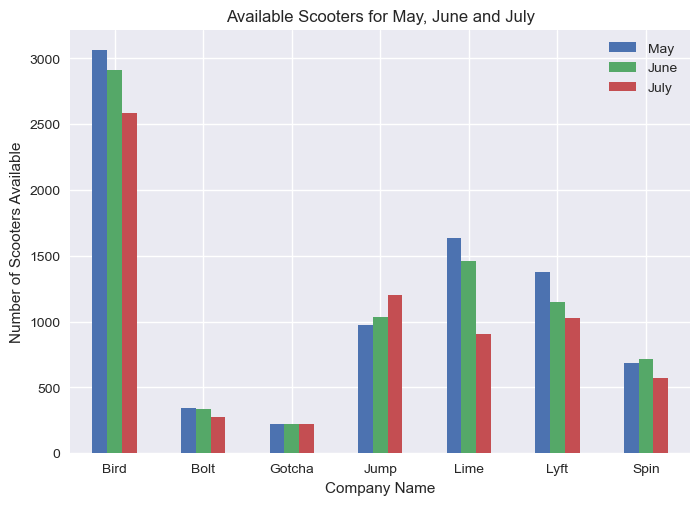 Available Scooters for May, June and July
May
June
July
Number of Scooters Available
3000
2500
2000
1500
1000
500
0
Bird Bolt Gotcha Jump Lime Lyft Spin
Company Name